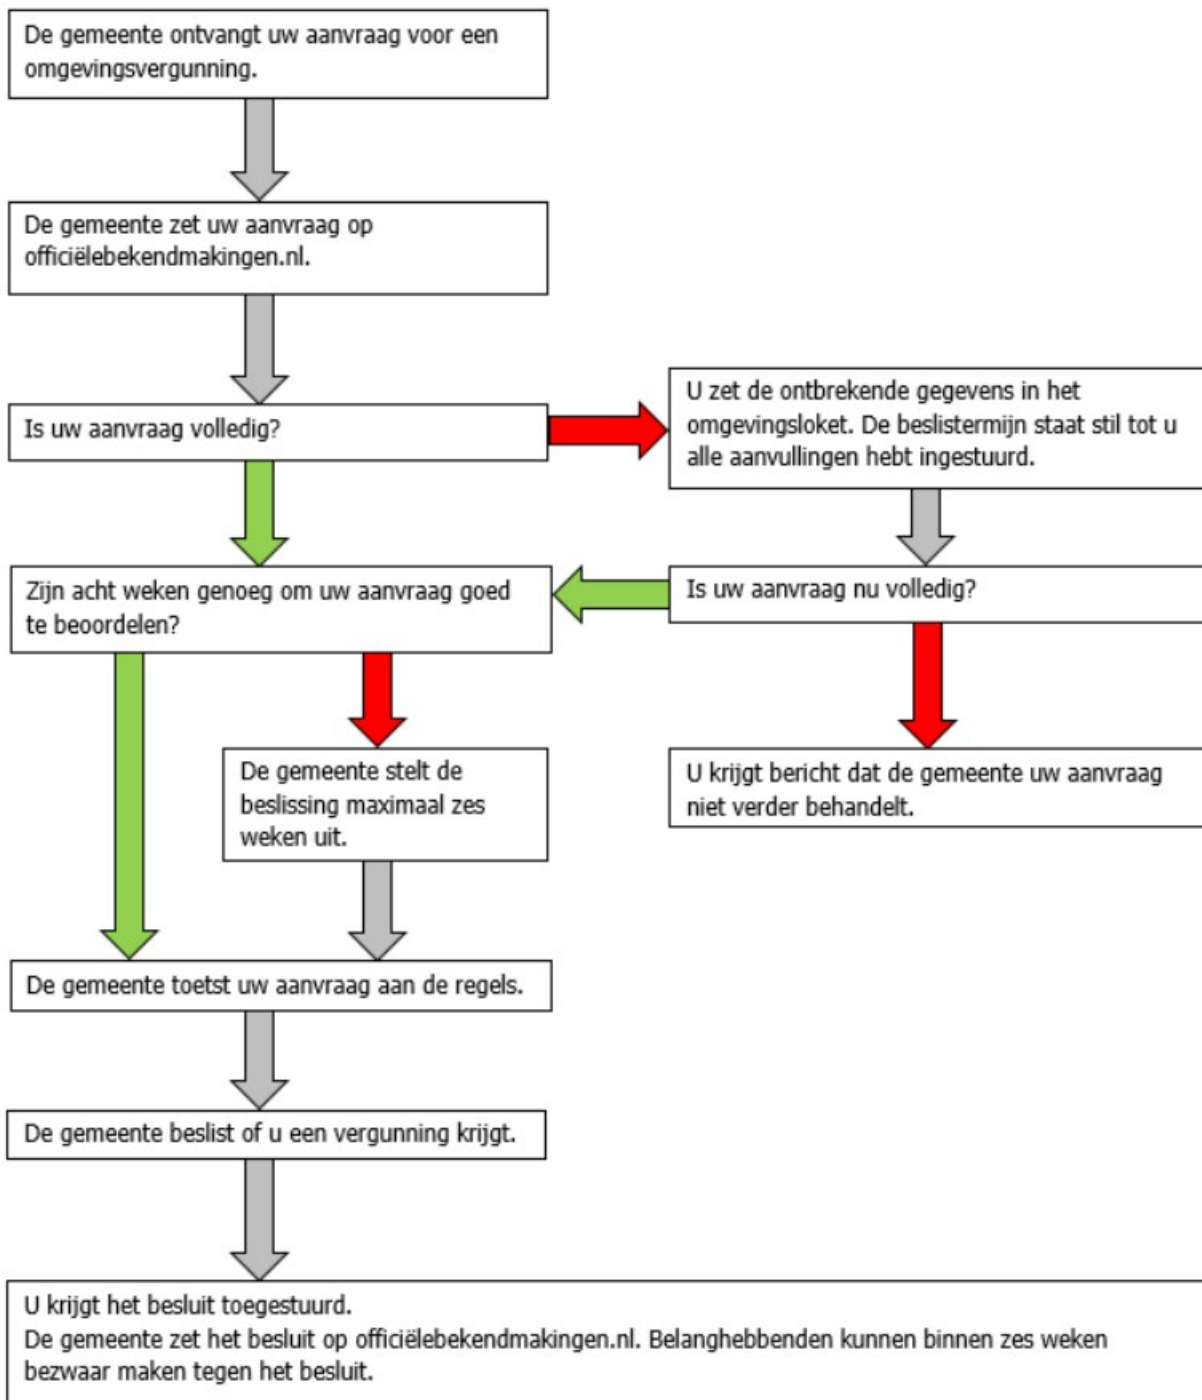 De gemeente ontvangt uw aanvraag voor een
omgevingsvergunning.
De gemeente zet uw aanvraag op
officiëlebekendmakingen.nl.
Is uw aanvraag volledig?
U zet de ontbrekende gegevens in het
omgevingsloket. De beslistermijn staat stil tot u
alle aanvullingen hebt ingestuurd.
Zijn acht weken genoeg om uw aanvraag goed
te beoordelen?
Is uw aanvraag nu volledig?
De gemeente stelt de
beslissing maximaal zes
weken uit.
U krijgt bericht dat de gemeente uw aanvraag
niet verder behandelt.
De gemeente toetst uw aanvraag aan de regels.
De gemeente beslist of u een vergunning krijgt.
U krijgt het besluit toegestuurd.
De gemeente zet het besluit op officiëlebekendmakingen.nl. Belanghebbenden kunnen binnen zes weken
bezwaar maken tegen het besluit.